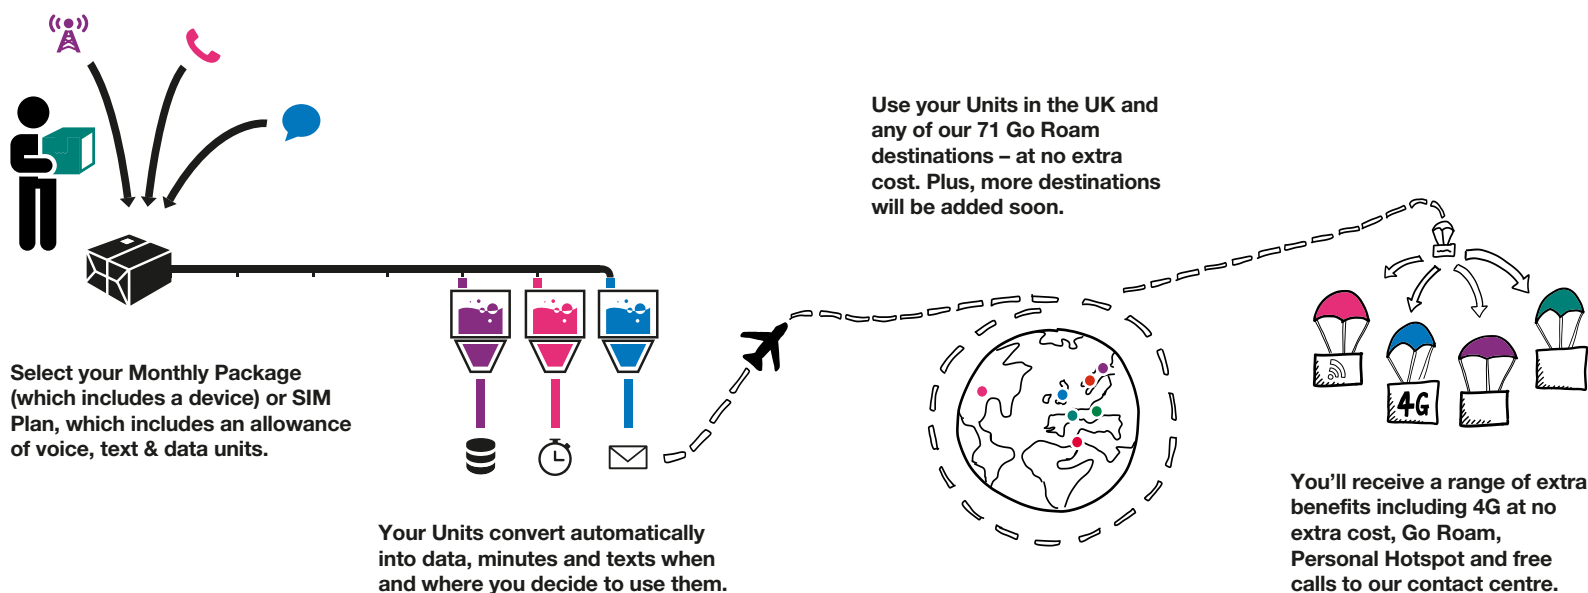 Select your Monthly Package
(which includes a device) or SIM
Plan, which includes an allowance
of voice, text & data units.
Your Units convert automatically
into data, minutes and texts when
and where you decide to use them.
Use your Units in the UK and
any of our 71 Go Roam
destinations – at no extra
cost. Plus, more destinations
will be added soon.
4G
You’ll receive a range of extra
benefits including 4G at no
extra cost, Go Roam,
Personal Hotspot and free
calls to our contact centre.